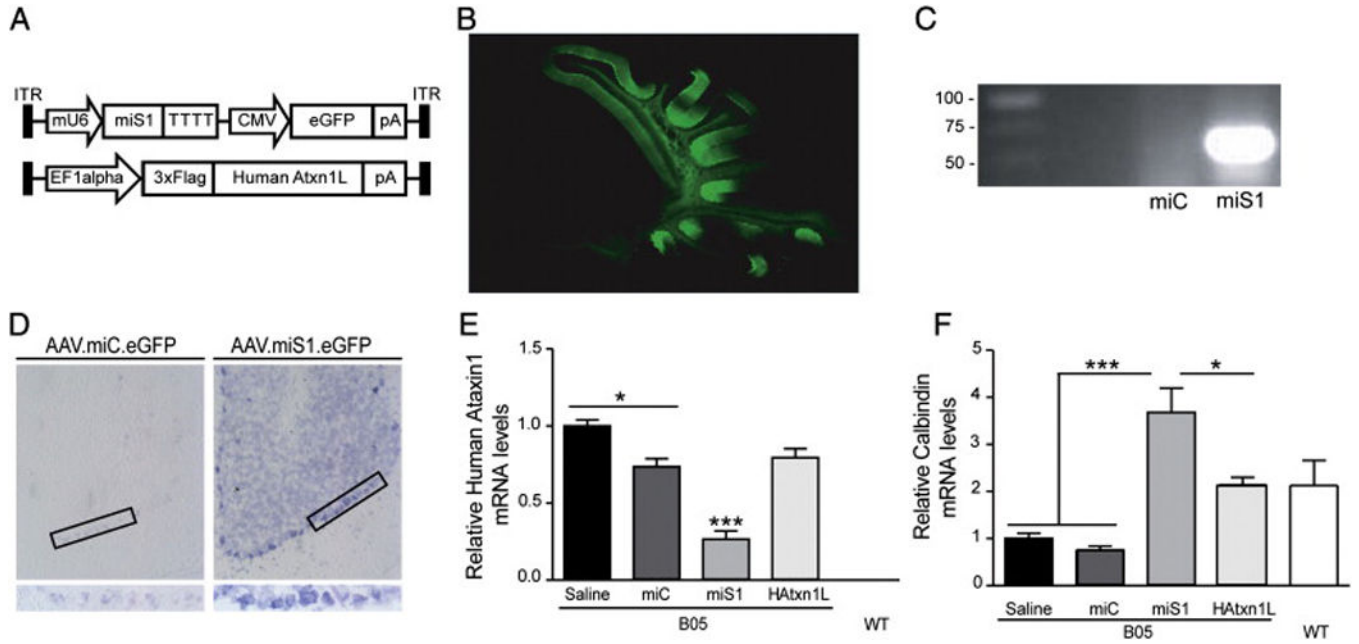 A
ITR
ITR
mU6 miS1 TTTT CMV eGFP pA
EF1alpha 3xFlag Human Atxn1L pA
B
C
100 -
75 -
50 -
miC miS1
D
AAV.miC.eGFP AAV.miS1.eGFP
E
Relative Human Ataxin1
mRNA levels
1.5
1.0
0.5
0.0
*
***
Saline miC miS1 HAtxn1L
B05 WT
F
Relative Calbindin
mRNA levels
5
4
3
2
1
0
*** *
Saline miC miS1 HAtxn1L
B05 WT